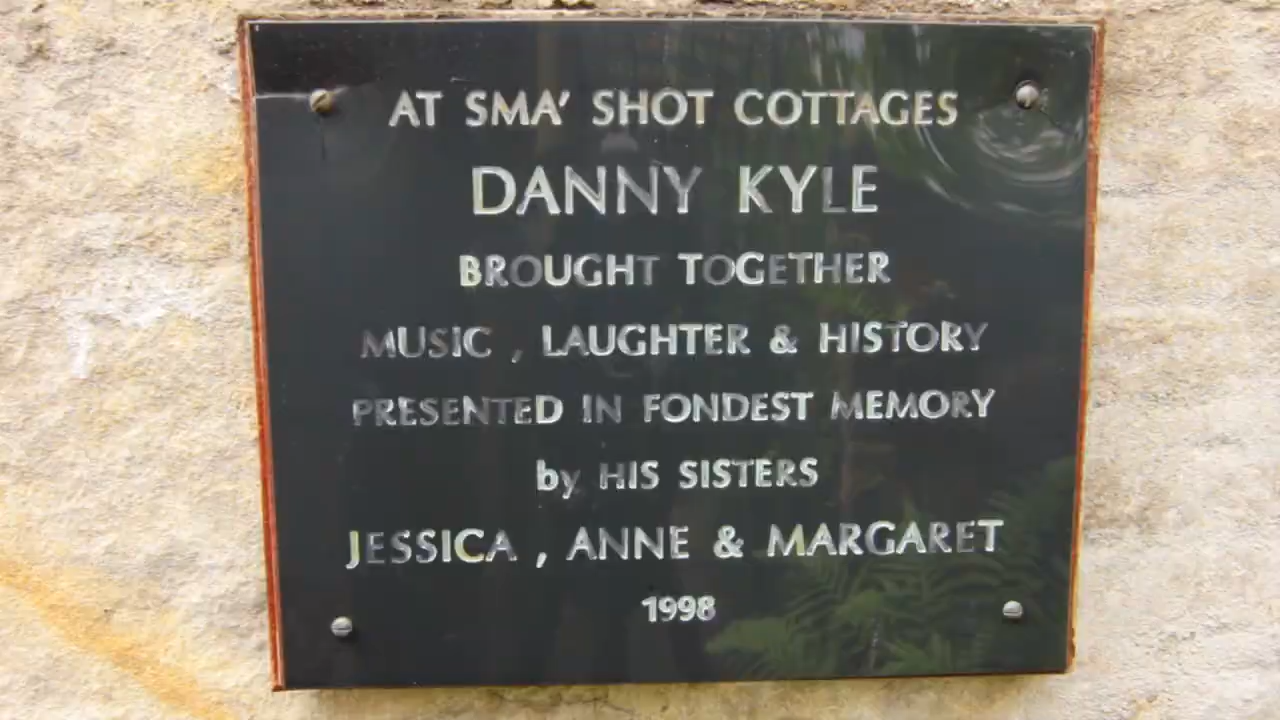 AT SMA' SHOT COTTAGES
DANNY KYLE
BROUGHT TOGETHER
MUSIC , LAUGHTER & HISTORY
PRESENTED IN FONDEST MEMORY
by HIS SISTERS
JESSICA , ANNE & MARGARET
1998